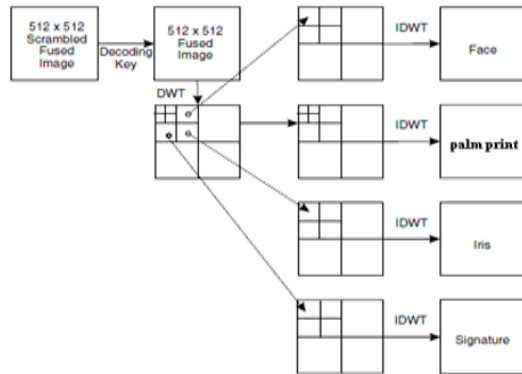 512 x 512
Scrambled
Fused
Image
Decoding
Key
512 x 512
Fused
Image
DWT
IDWT
Face
IDWT
palm print
IDWT
Iris
IDWT
Signature